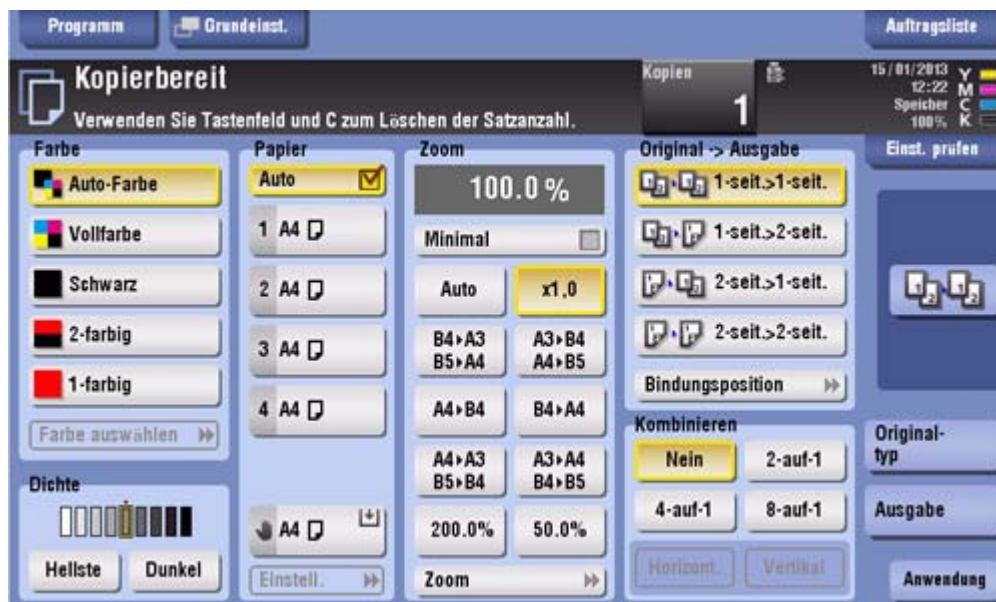 Programm
Grundeinst.
Auftragsliste
Kopierbereit
Verwenden Sie Tastenfeld und C zum Löschen der Satzanzahl.
Kopien
1
15/01/2013
12:22
Speicher
100%
Y
M
C
K
Farbe
Auto-Farbe
Vollfarbe
Schwarz
2-farbig
1-farbig
Farbe auswählen
Dichte
Hellste
Dunkel
Papier
Auto
1 A4
2 A4
3 A4
4 A4
A4
Einstell.
Zoom
100.0 %
Minimal
Auto
x1,0
B4▸A3
B5▸A4
A3▸B4
A4▸B5
A4▸B4
B4▸A4
A4▸A3
B5▸B4
A3▸A4
B4▸B5
200.0%
50.0%
Zoom
Original -> Ausgabe
1-seit.>1-seit.
1-seit.>2-seit.
2-seit.>1-seit.
2-seit.>2-seit.
Bindungsposition
Kombinieren
Nein
2-auf-1
4-auf-1
8-auf-1
Horizont.
Vertikal
Einst. prüfen
Original-
typ
Ausgabe
Anwendung